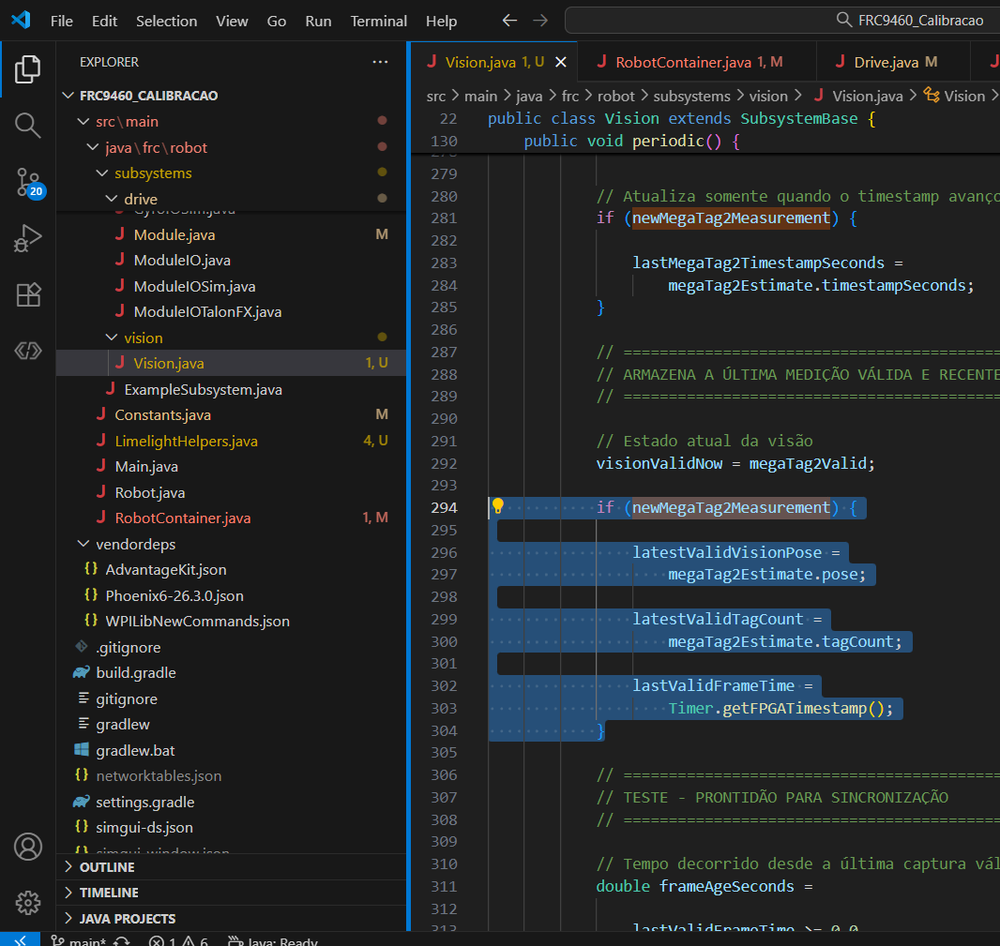 File Edit Selection View Go Run Terminal Help
FRC9460_Calibracao
EXPLORER
FRC9460_CALIBRACAO
src\main
java\frc\robot
subsystems
drive
GyroIOSim.java
Module.java M
ModuleIO.java
ModuleIOSim.java
ModuleIOTalonFX.java
vision
Vision.java 1, U
ExampleSubsystem.java
Constants.java M
LimelightHelpers.java 4, U
Main.java
Robot.java
RobotContainer.java 1, M
vendordeps
{} AdvantageKit.json
{} Phoenix6-26.3.0.json
{} WPILibNewCommands.json
.gitignore
build.gradle
gitignore
gradlew
gradlew.bat
{} networktables.json
settings.gradle
{} simgui-ds.json
{} simgui-window.json
OUTLINE
TIMELINE
JAVA PROJECTS
20
main* 1 6 Java: Ready
J Vision.java 1, U J RobotContainer.java 1, M J Drive.java M J
src > main > java > frc > robot > subsystems > vision > J Vision.java > Vision >
22 public class Vision extends SubsystemBase {
130 public void periodic() {
279
280 // Atualiza somente quando o timestamp avanço
281 if (newMegaTag2Measurement) {
282
283 lastMegaTag2TimestampSeconds =
284 megaTag2Estimate.timestampSeconds;
285 }
286
287 // ==========================================
288 // ARMAZENA A ÚLTIMA MEDIÇÃO VÁLIDA E RECENTE
289 // ==========================================
290
291 // Estado atual da visão
292 visionValidNow = megaTag2Valid;
293
294 if (newMegaTag2Measurement) {
295
296 latestValidVisionPose =
297 megaTag2Estimate.pose;
298
299 latestValidTagCount =
300 megaTag2Estimate.tagCount;
301
302 lastValidFrameTime =
303 Timer.getFPGATimestamp();
304 }
305
306 // ==========================================
307 // TESTE - PRONTIDÃO PARA SINCRONIZAÇÃO
308 // ==========================================
309
310 // Tempo decorrido desde a última captura vál
311 double frameAgeSeconds =
312
313 lastValidFrameTime >= 0.0